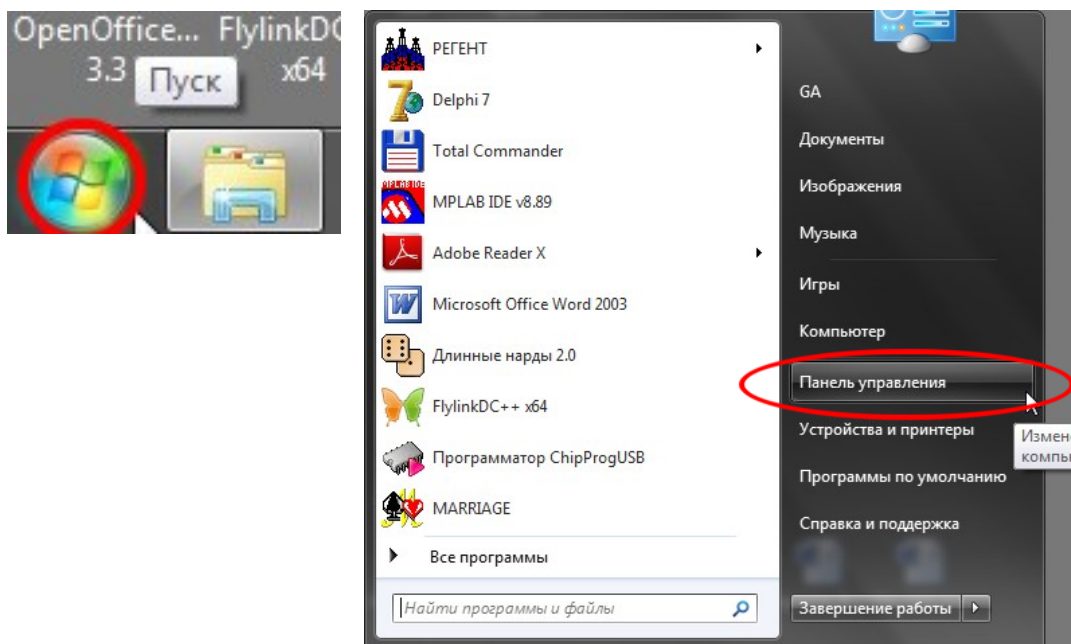 OpenOffice... FlylinkDC
3.3 x64
Пуск
РЕГЕНТ
Delphi 7
Total Commander
MPLAB IDE
MPLAB IDE v8.89
Adobe Reader X
Microsoft Office Word 2003
Длинные нарды 2.0
FlylinkDC++ x64
Программатор ChipProgUSB
MARRIAGE
Все программы
Найти программы и файлы
GA
Документы
Изображения
Музыка
Игры
Компьютер
Панель управления
Устройства и принтеры
Программы по умолчанию
Справка и поддержка
Завершение работы